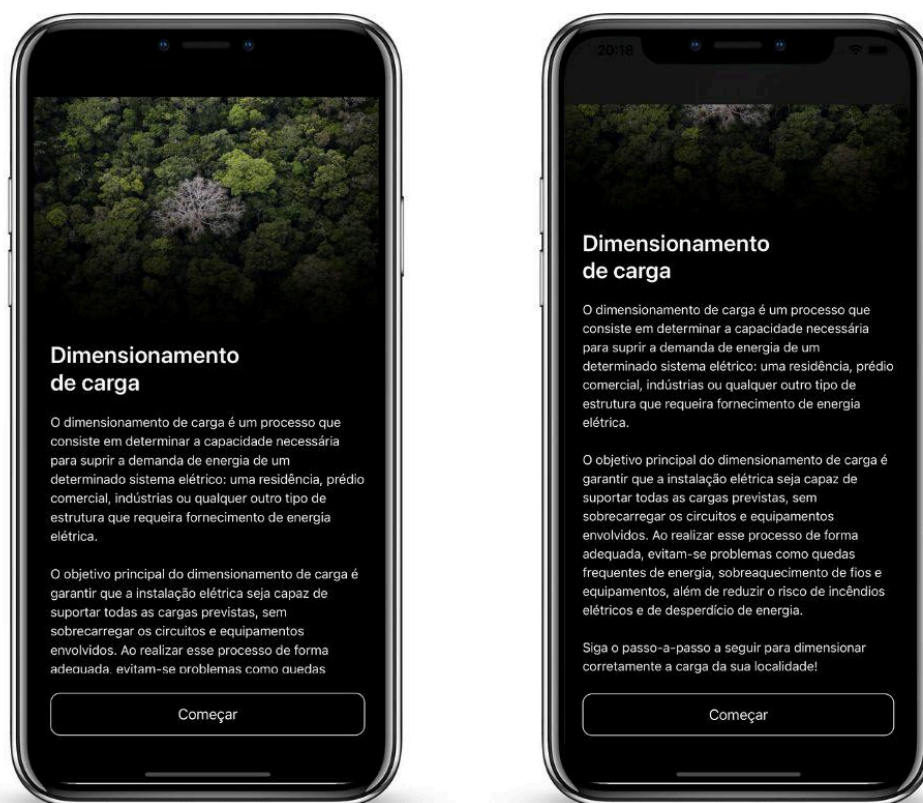 Dimensionamento
de carga
O dimensionamento de carga é um processo que
consiste em determinar a capacidade necessária
para suprir a demanda de energia de um
determinado sistema elétrico: uma residência, prédio
comercial, indústrias ou qualquer outro tipo de
estrutura que requeira fornecimento de energia
elétrica.
O objetivo principal do dimensionamento de carga é
garantir que a instalação elétrica seja capaz de
suportar todas as cargas previstas, sem
sobrecarregar os circuitos e equipamentos
envolvidos. Ao realizar esse processo de forma
adequada, evitam-se problemas como quedas
Começar
20:18
Dimensionamento
de carga
O dimensionamento de carga é um processo que
consiste em determinar a capacidade necessária
para suprir a demanda de energia de um
determinado sistema elétrico: uma residência, prédio
comercial, indústrias ou qualquer outro tipo de
estrutura que requeira fornecimento de energia
elétrica.
O objetivo principal do dimensionamento de carga é
garantir que a instalação elétrica seja capaz de
suportar todas as cargas previstas, sem
sobrecarregar os circuitos e equipamentos
envolvidos. Ao realizar esse processo de forma
adequada, evitam-se problemas como quedas
frequentes de energia, sobreaquecimento de fios e
equipamentos, além de reduzir o risco de incêndios
elétricos e de desperdício de energia.
Siga o passo-a-passo a seguir para dimensionar
corretamente a carga da sua localidade!
Começar